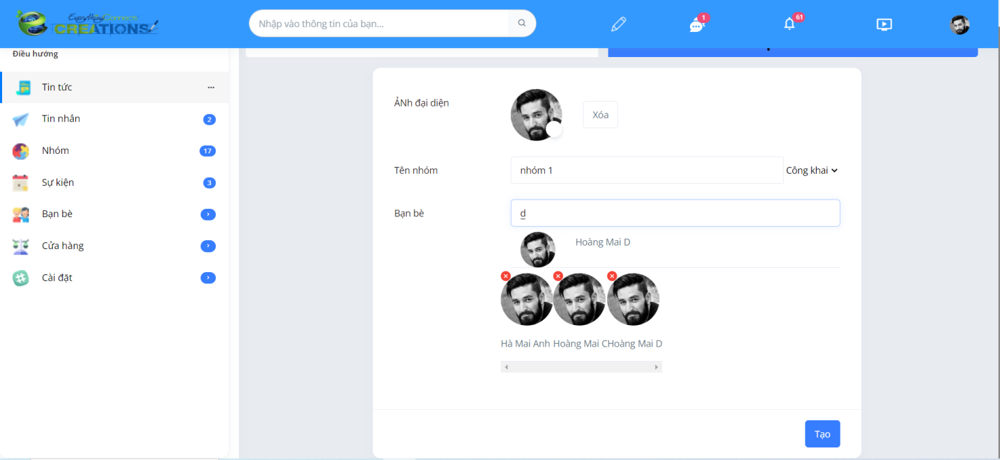 EverythingConnects
CREATIONS
Nhập vào thông tin của bạn...
1
61
Điều hướng
Tin tức
Tin nhắn
2
Nhóm
17
Sự kiện
3
Bạn bè
Cửa hàng
Cài đặt
ẢNh đại diện
Xóa
Tên nhóm
nhóm 1
Công khai
Bạn bè
d
Hoàng Mai D
Hà Mai Anh Hoàng Mai CHoàng Mai D
Tạo